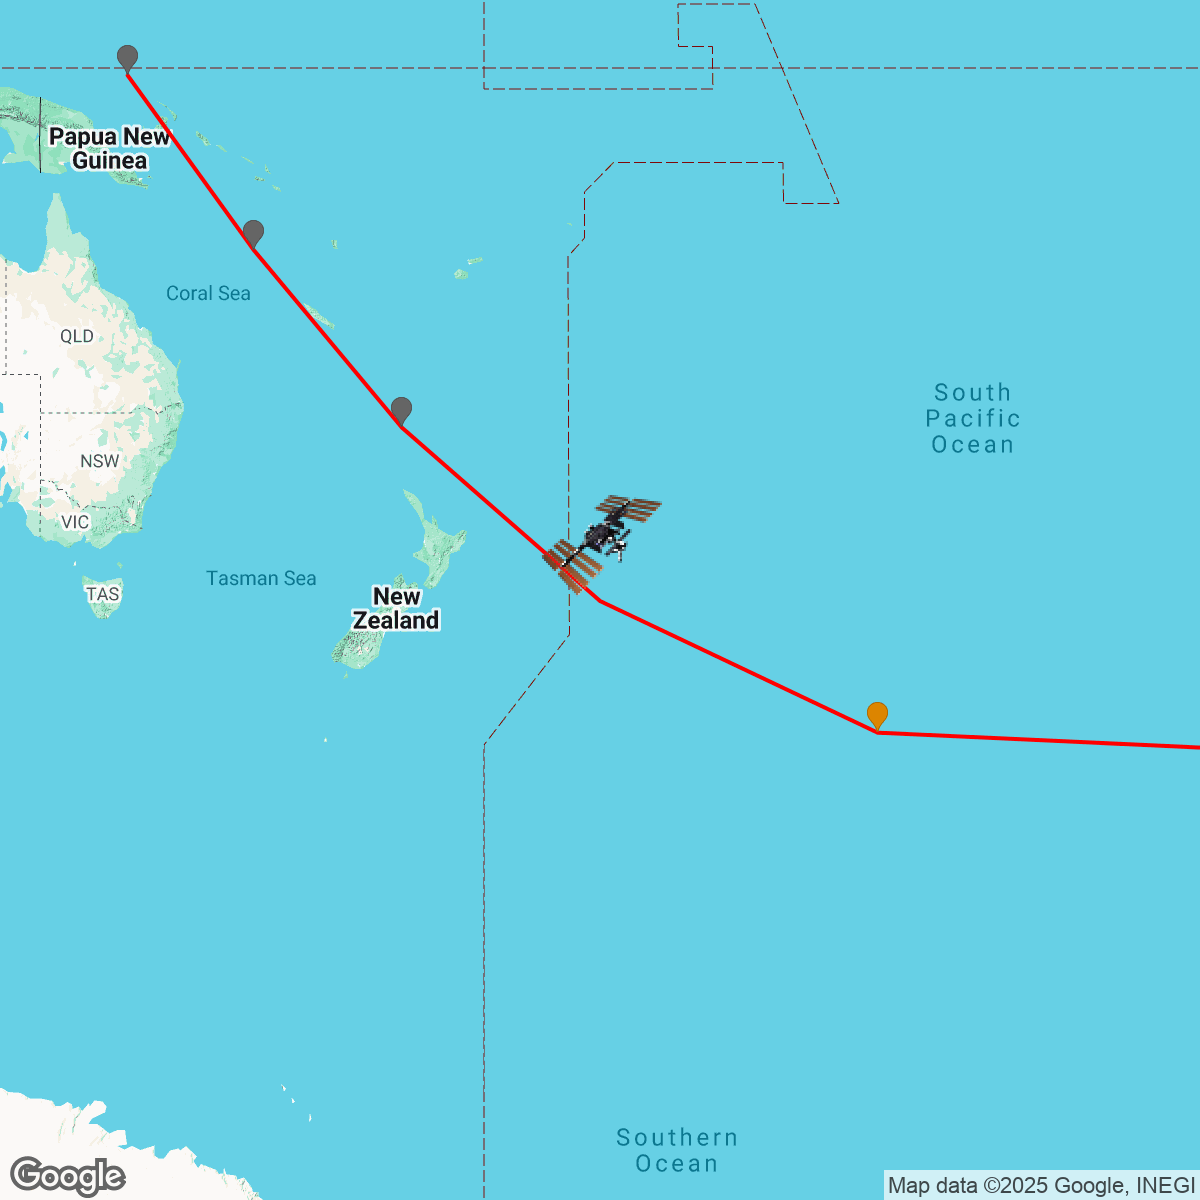 Papua New
Guinea
Coral Sea
QLD
South
Pacific
Ocean
NSW
VIC
Tasman Sea
TAS
New
Zealand
Southern
Ocean
Google
Map data ©2025 Google, INEGI